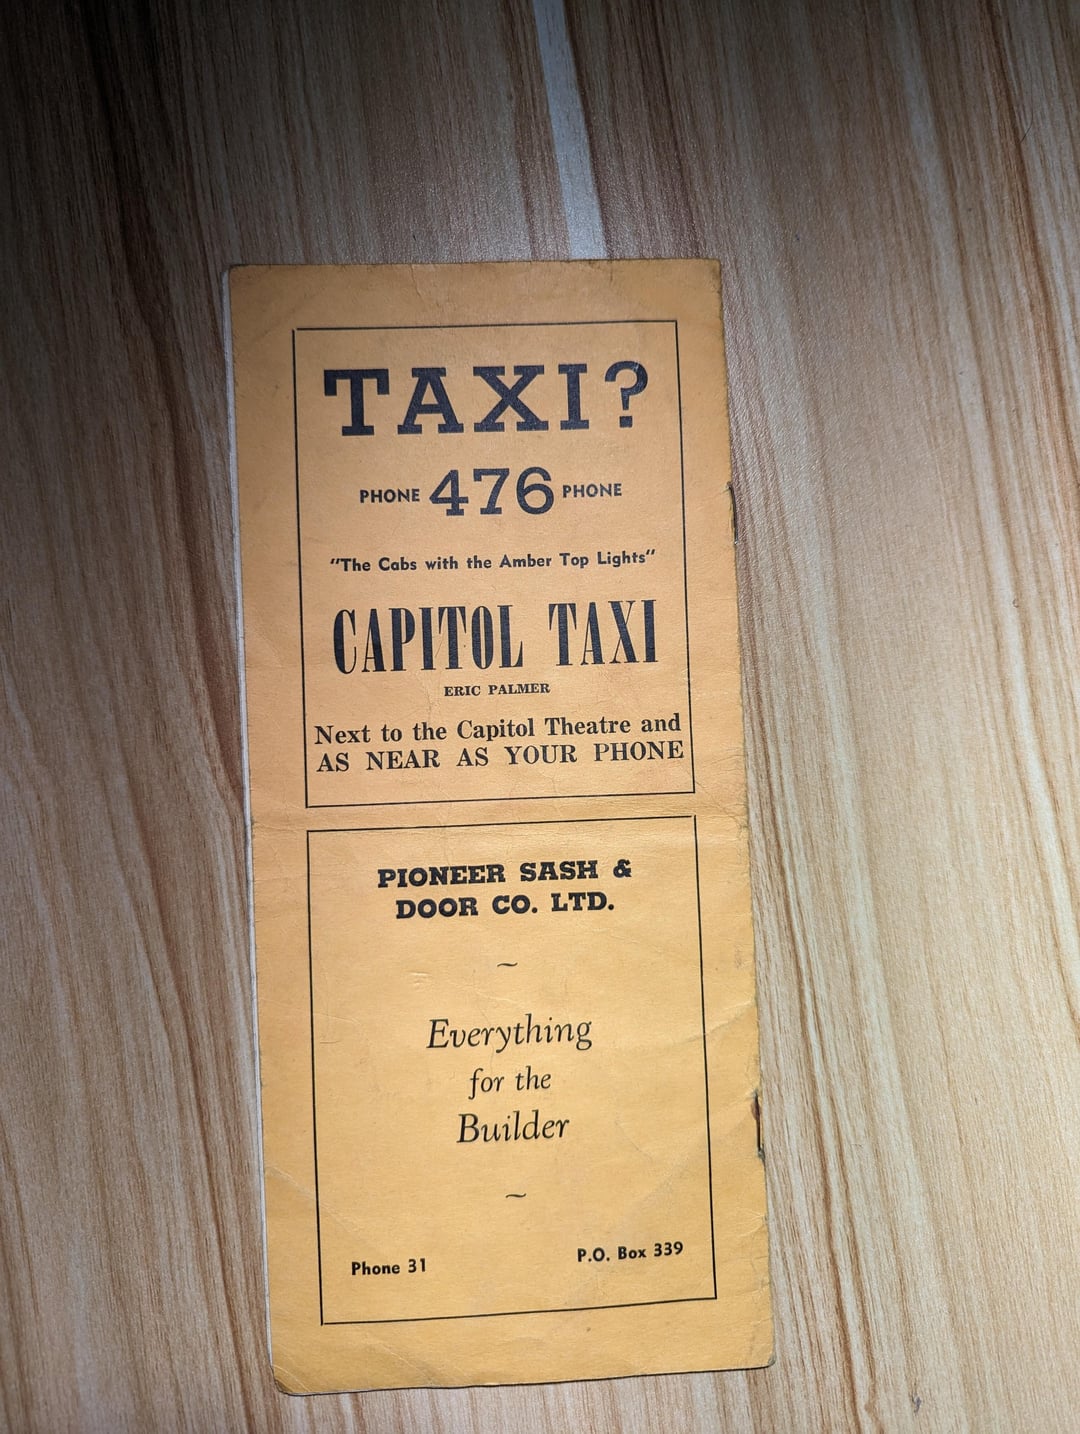 TAXI?
PHONE 476 PHONE
"The Cabs with the Amber Top Lights"
CAPITOL TAXI
ERIC PALMER
Next to the Capitol Theatre and
AS NEAR AS YOUR PHONE
PIONEER SASH &
DOOR CO. LTD.
~
Everything
for the
Builder
~
Phone 31 P.O. Box 339